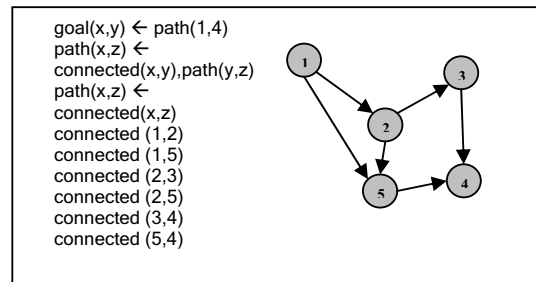 goal(x,y) ← path(1,4)
path(x,z) ←
connected(x,y),path(y,z)
path(x,z) ←
connected(x,z)
connected (1,2)
connected (1,5)
connected (2,3)
connected (2,5)
connected (3,4)
connected (5,4)
1
3
2
5
4